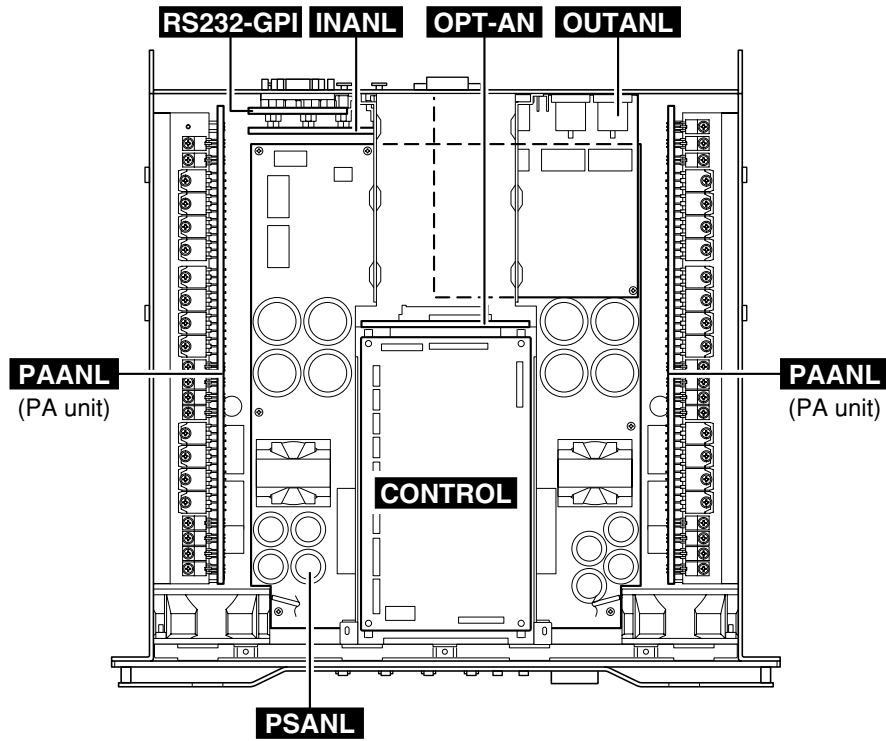 RS232-GPI INANL OPT-AN OUTANL
PAANL
(PA unit)
PAANL
(PA unit)
CONTROL
PSANL